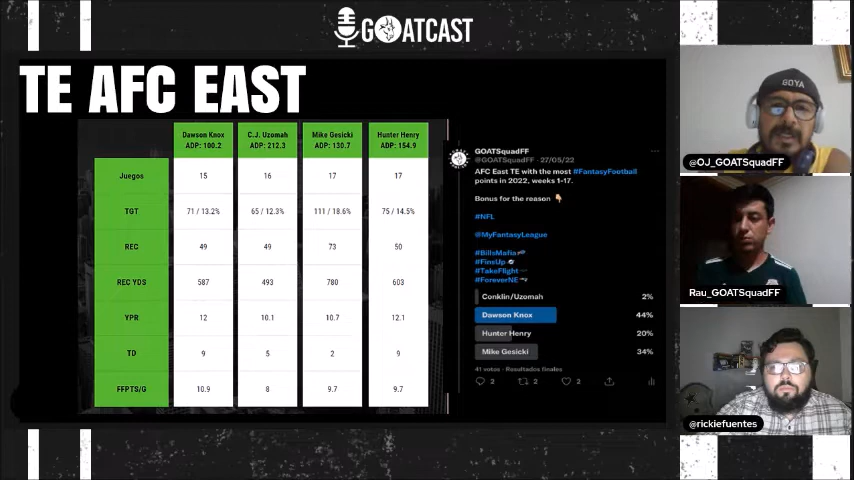 GOATCAST
TE AFC EAST
Dawson Knox
ADP: 100.2
C.J. Uzomah
ADP: 212.3
Mike Gesicki
ADP: 130.7
Hunter Henry
ADP: 154.9
Juegos 15 16 17 17
TGT 71 / 13.2% 65 / 12.3% 111 / 18.6% 75 / 14.5%
REC 49 49 73 50
REC YDS 587 493 780 603
YPR 12 10.1 10.7 12.1
TD 9 5 2 9
FFPTS/G 10.9 8 9.7 9.7
GOATSquadFF
@GOATSquadFF · 27/05/22
AFC East TE with the most #FantasyFootball
points in 2022, weeks 1-17.
Bonus for the reason
#NFL
@MyFantasyLeague
#BillsMafia
#FinsUp
#TakeFlight
#ForeverNE
Conklin/Uzomah 2%
Dawson Knox 44%
Hunter Henry 20%
Mike Gesicki 34%
41 votos · Resultados finales
2 2 2
GOYA
@OJ_GOATSquadFF
Rau_GOATSquadFF
@rickiefuentes